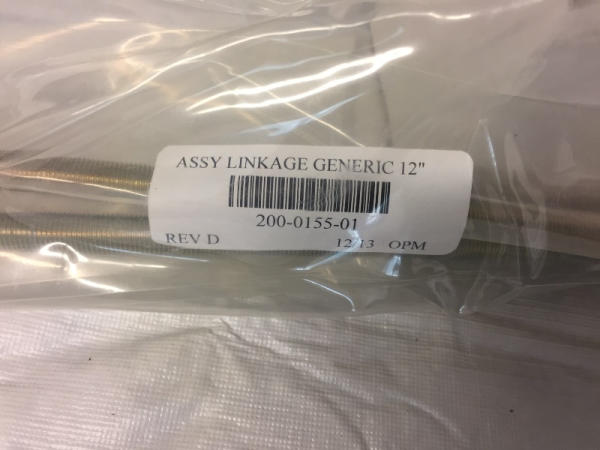 ASSY LINKAGE GENERIC 12"
200-0155-01
REV D 12/13 OPM